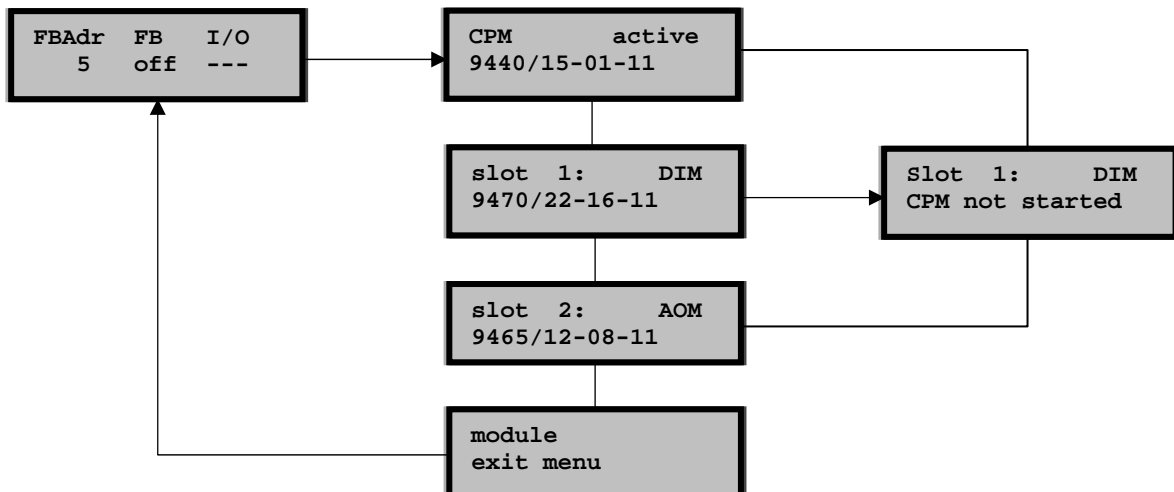 FBAdr FB I/O
5 off ---
CPM active
9440/15-01-11
slot 1: DIM
9470/22-16-11
Slot 1: DIM
CPM not started
slot 2: AOM
9465/12-08-11
module
exit menu